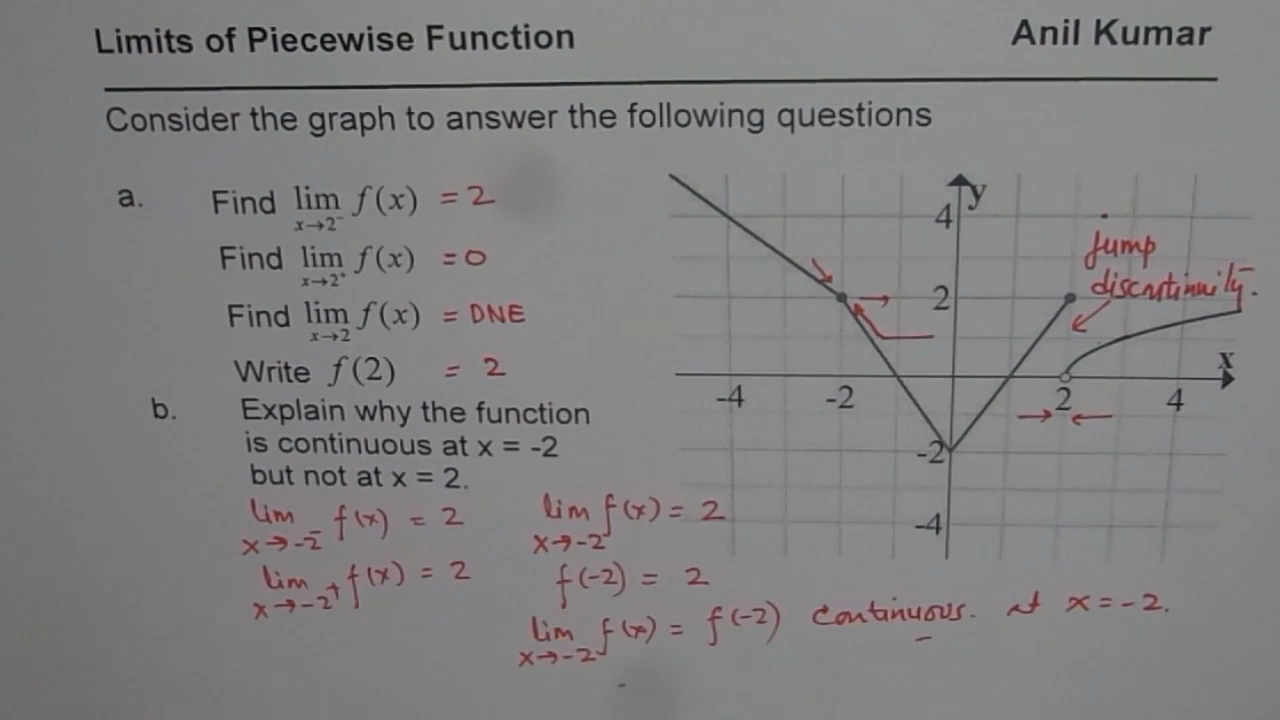 Limits of Piecewise Function Anil Kumar
Consider the graph to answer the following questions
a. Find lim f(x) = 2
x→2⁻
Find lim f(x) = 0
x→2⁺
Find lim f(x) = DNE
x→2
Write f(2) = 2
b. Explain why the function
is continuous at x = -2
but not at x = 2.
lim f(x) = 2
x→-2⁻
lim f(x) = 2
x→-2⁺
lim f(x) = 2
x→-2
f(-2) = 2
lim f(x) = f(-2) continuous. at x = -2.
x→-2
y
4
jump
discontinuity.
2
x
-4 -2 2 4
-2
-4